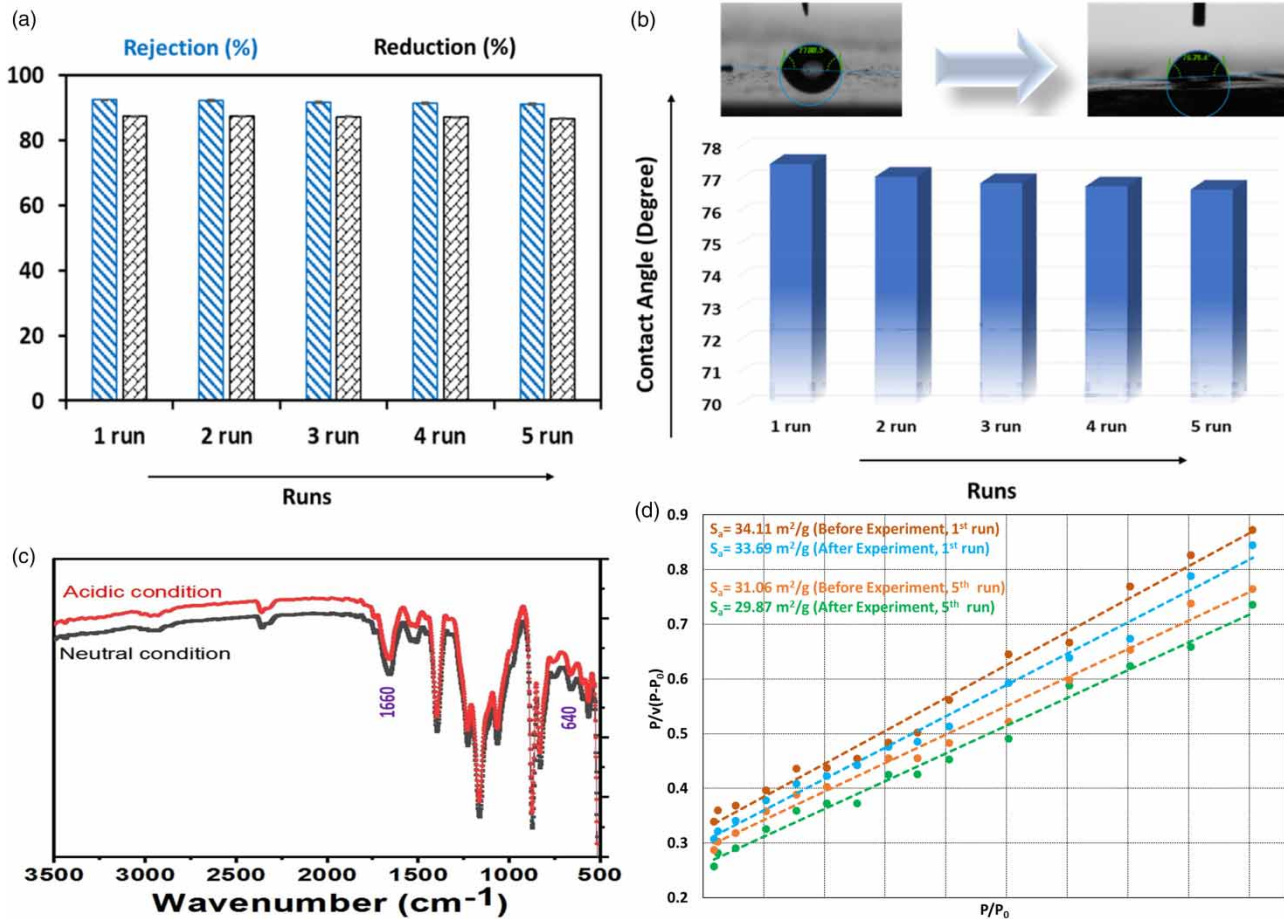 (a)
Rejection (%) Reduction (%)
100
80
60
40
20
0
1 run 2 run 3 run 4 run 5 run
Runs
(b)
Contact Angle (Degree)
78
77
76
75
74
73
72
71
70
1 run 2 run 3 run 4 run 5 run
Runs
(c)
Acidic condition
Neutral condition
1660
640
3500 3000 2500 2000 1500 1000 500
Wavenumber (cm⁻¹)
(d)
Sₐ= 34.11 m²/g (Before Experiment, 1ˢᵗ run)
Sₐ= 33.69 m²/g (After Experiment, 1ˢᵗ run)
Sₐ= 31.06 m²/g (Before Experiment, 5ᵗʰ run)
Sₐ= 29.87 m²/g (After Experiment, 5ᵗʰ run)
P/v(P-P₀)
0.9
0.8
0.7
0.6
0.5
0.4
0.3
0.2
P/P₀